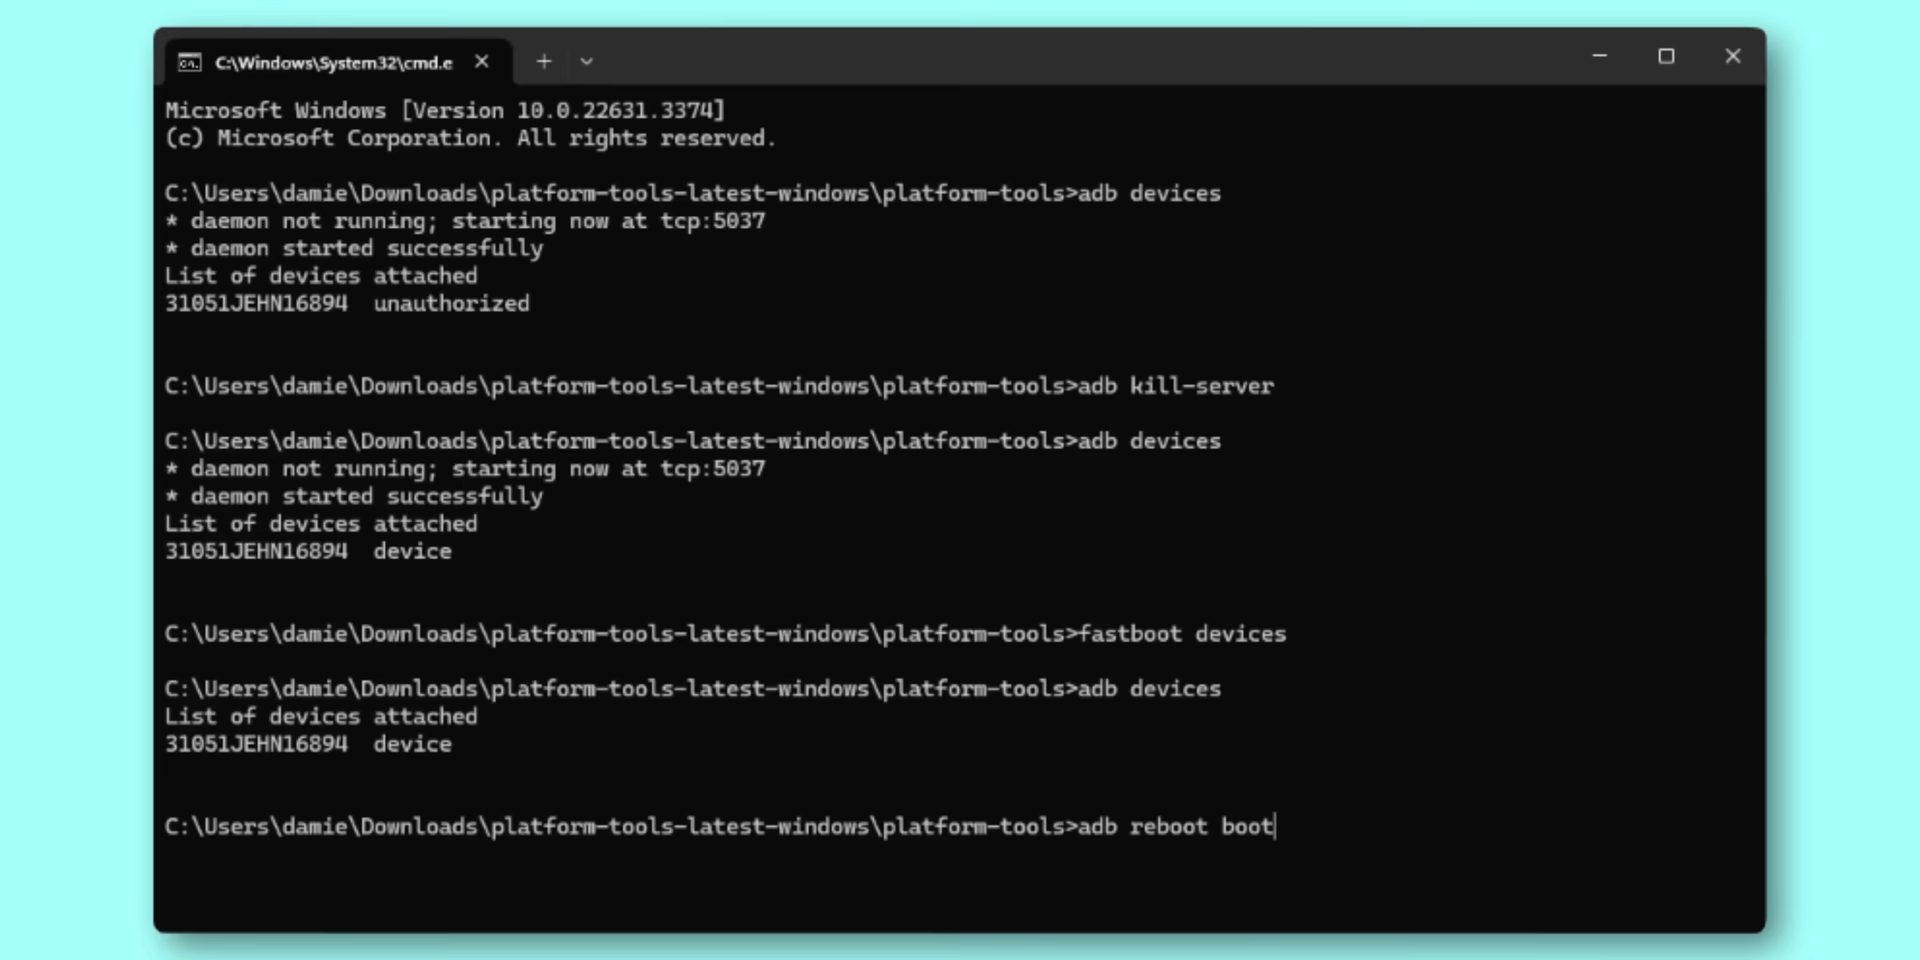 C:\Windows\System32\cmd.e
Microsoft Windows [Version 10.0.22631.3374]
(c) Microsoft Corporation. All rights reserved.
C:\Users\damie\Downloads\platform-tools-latest-windows\platform-tools>adb devices
* daemon not running; starting now at tcp:5037
* daemon started successfully
List of devices attached
31051JEHN16894  unauthorized
C:\Users\damie\Downloads\platform-tools-latest-windows\platform-tools>adb kill-server
C:\Users\damie\Downloads\platform-tools-latest-windows\platform-tools>adb devices
* daemon not running; starting now at tcp:5037
* daemon started successfully
List of devices attached
31051JEHN16894  device
C:\Users\damie\Downloads\platform-tools-latest-windows\platform-tools>fastboot devices
C:\Users\damie\Downloads\platform-tools-latest-windows\platform-tools>adb devices
List of devices attached
31051JEHN16894  device
C:\Users\damie\Downloads\platform-tools-latest-windows\platform-tools>adb reboot boot